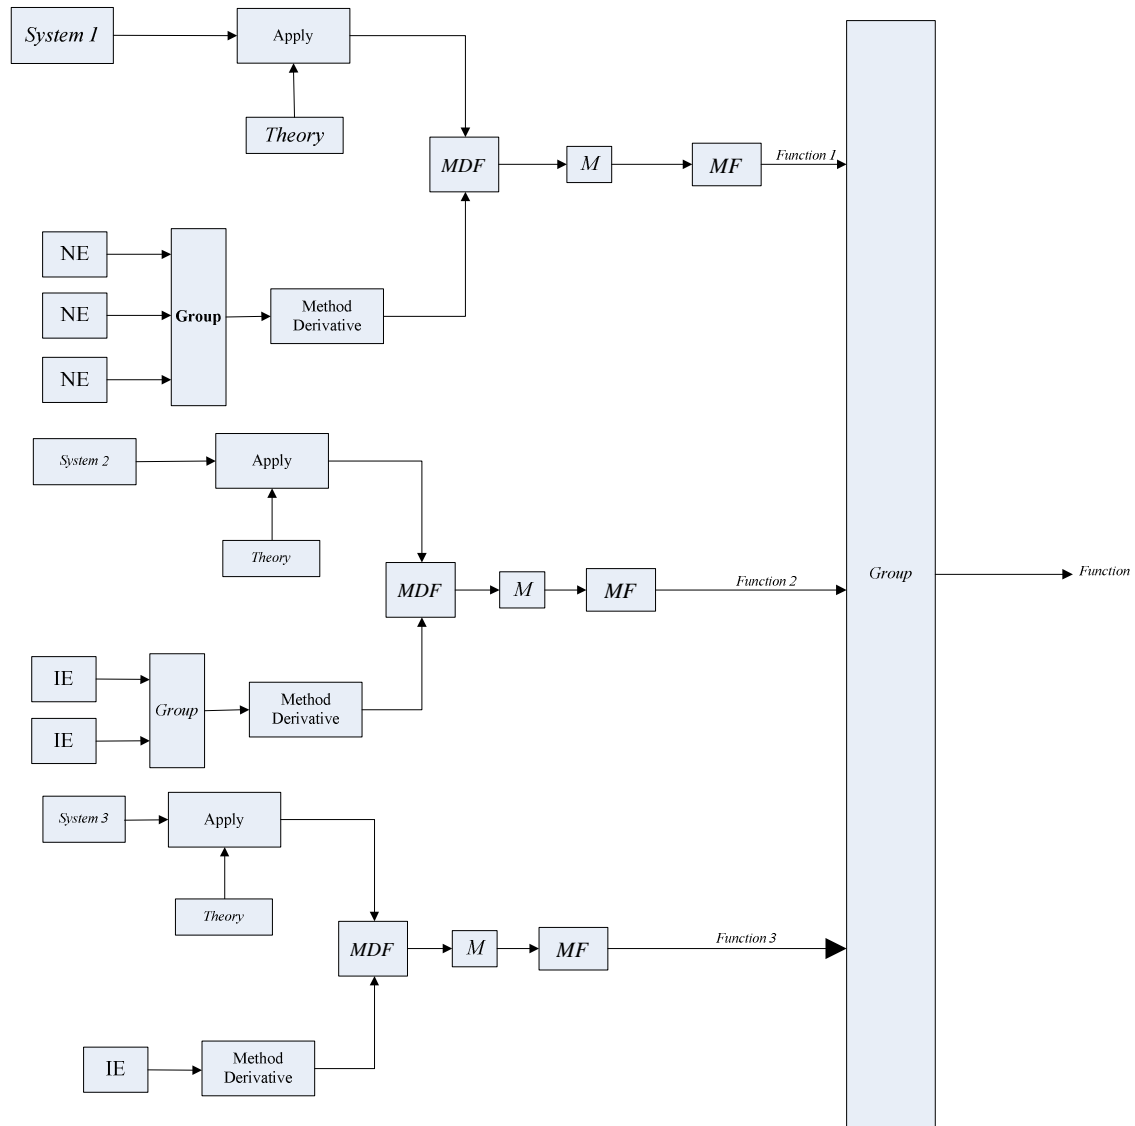 System 1
Apply
Theory
MDF
M
MF
Function 1
NE
NE
NE
Group
Method
Derivative
System 2
Apply
Theory
MDF
M
MF
Function 2
Group
Function
IE
IE
Group
Method
Derivative
System 3
Apply
Theory
MDF
M
MF
Function 3
IE
Method
Derivative